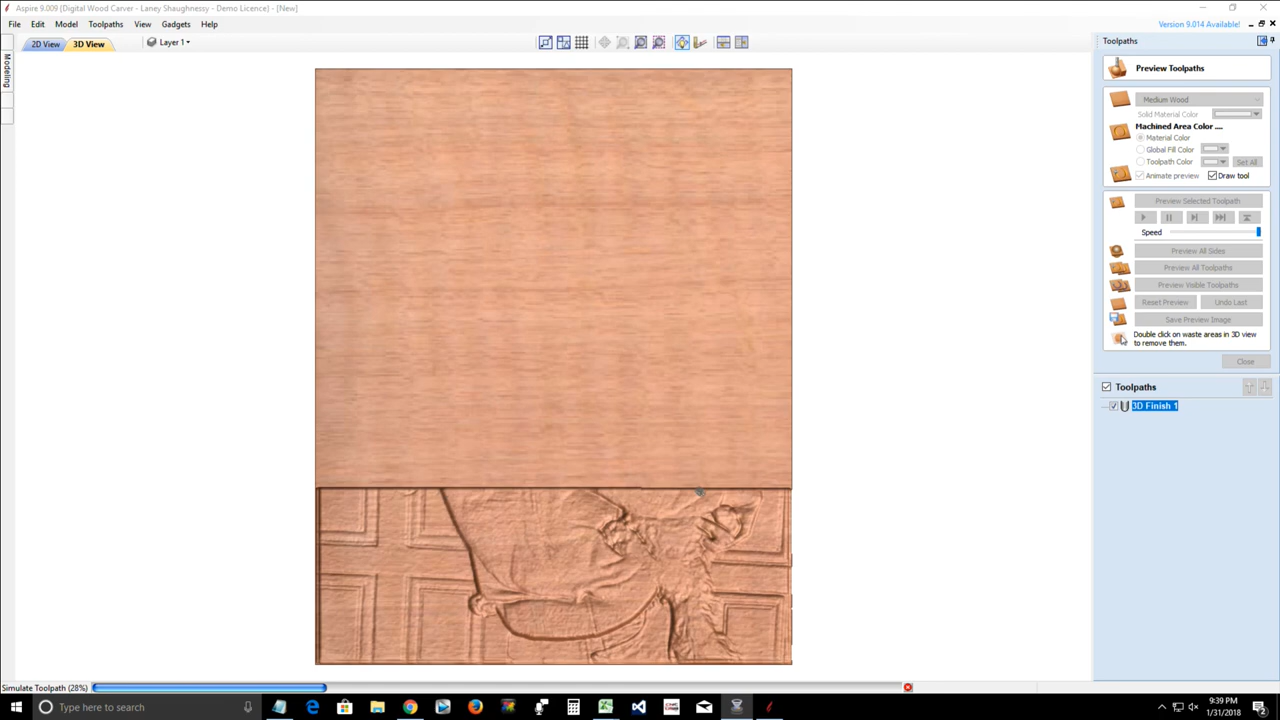 Aspire 9.009 (Digital Wood Carver - Laney Shaughnessy - Demo Licence) - [New]
File Edit Model Toolpaths View Gadgets Help
Version 9.014 Available!
2D View 3D View Layer 1
Modeling
Toolpaths
Preview Toolpaths
Medium Wood
Solid Material Color
Machined Area Color ....
Material Color
Global Fill Color
Toolpath Color Set All
Animate preview Draw tool
Preview Selected Toolpath
Speed
Preview All Sides
Preview All Toolpaths
Preview Visible Toolpaths
Reset Preview Undo Last
Save Preview Image
Double click on waste areas in 3D view
to remove them.
Close
Toolpaths
3D Finish 1
Simulate Toolpath (28%)
Type here to search
9:39 PM
1/31/2018